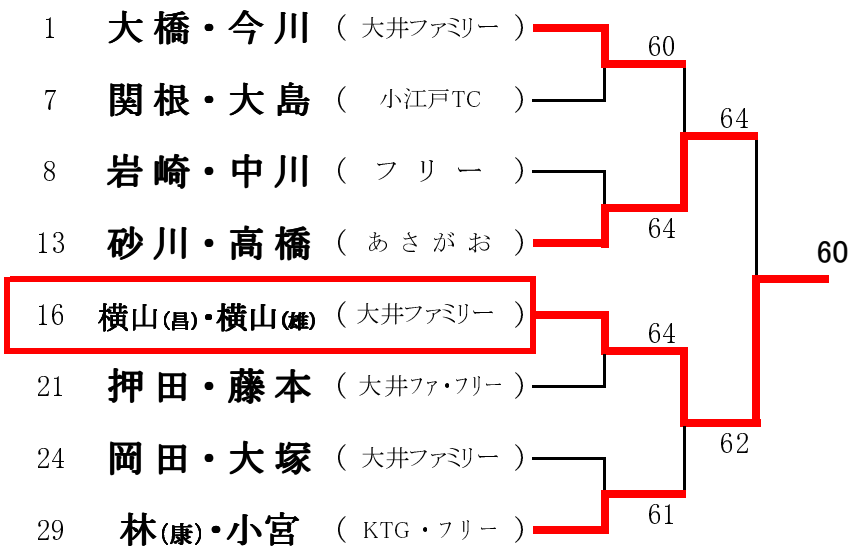 1 大橋・今川 ( 大井ファミリー )
60
7 関根・大島 ( 小江戸TC )
64
8 岩崎・中川 ( フリー )
13 砂川・高橋 ( あさがお )
64
60
16 横山(昌)・横山(雄) ( 大井ファミリー )
64
21 押田・藤本 ( 大井ファ・フリー )
62
24 岡田・大塚 ( 大井ファミリー )
61
29 林(康)・小宮 ( KTG・フリー )